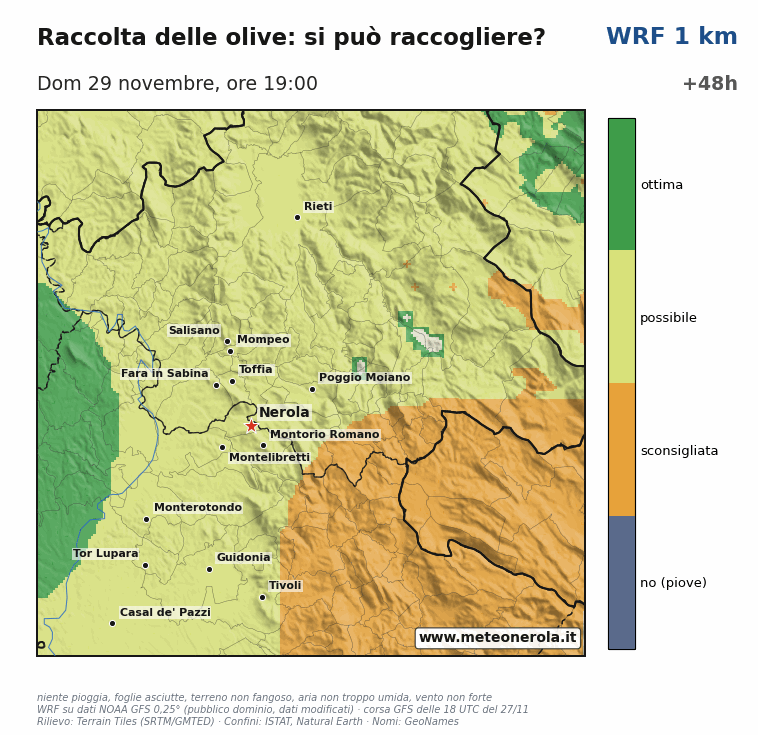 Raccolta delle olive: si può raccogliere?
WRF 1 km
Dom 29 novembre, ore 19:00
+48h
Rieti
Salisano
Mompeo
Fara in Sabina
Toffia
Poggio Moiano
Nerola
Montorio Romano
Montelibretti
Monterotondo
Tor Lupara
Guidonia
Tivoli
Casal de' Pazzi
www.meteonerola.it
ottima
possibile
sconsigliata
no (piove)
niente pioggia, foglie asciutte, terreno non fangoso, aria non troppo umida, vento non forte
WRF su dati NOAA GFS 0,25° (pubblico dominio, dati modificati) · corsa GFS delle 18 UTC del 27/11
Rilievo: Terrain Tiles (SRTM/GMTED) · Confini: ISTAT, Natural Earth · Nomi: GeoNames